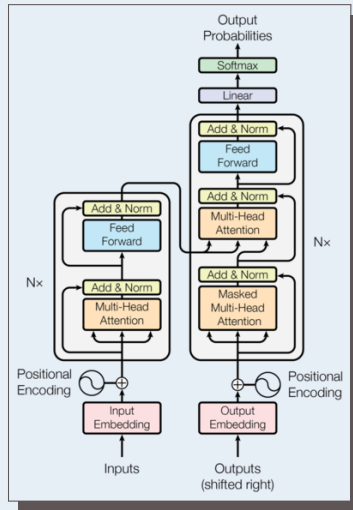 Output
Probabilities
Softmax
Linear
Add & Norm
Feed
Forward
Add & Norm
Multi-Head
Attention
Add & Norm
Masked
Multi-Head
Attention
N×
Add & Norm
Feed
Forward
Add & Norm
Multi-Head
Attention
N×
Positional
Encoding
Positional
Encoding
Input
Embedding
Output
Embedding
Inputs
Outputs
(shifted right)